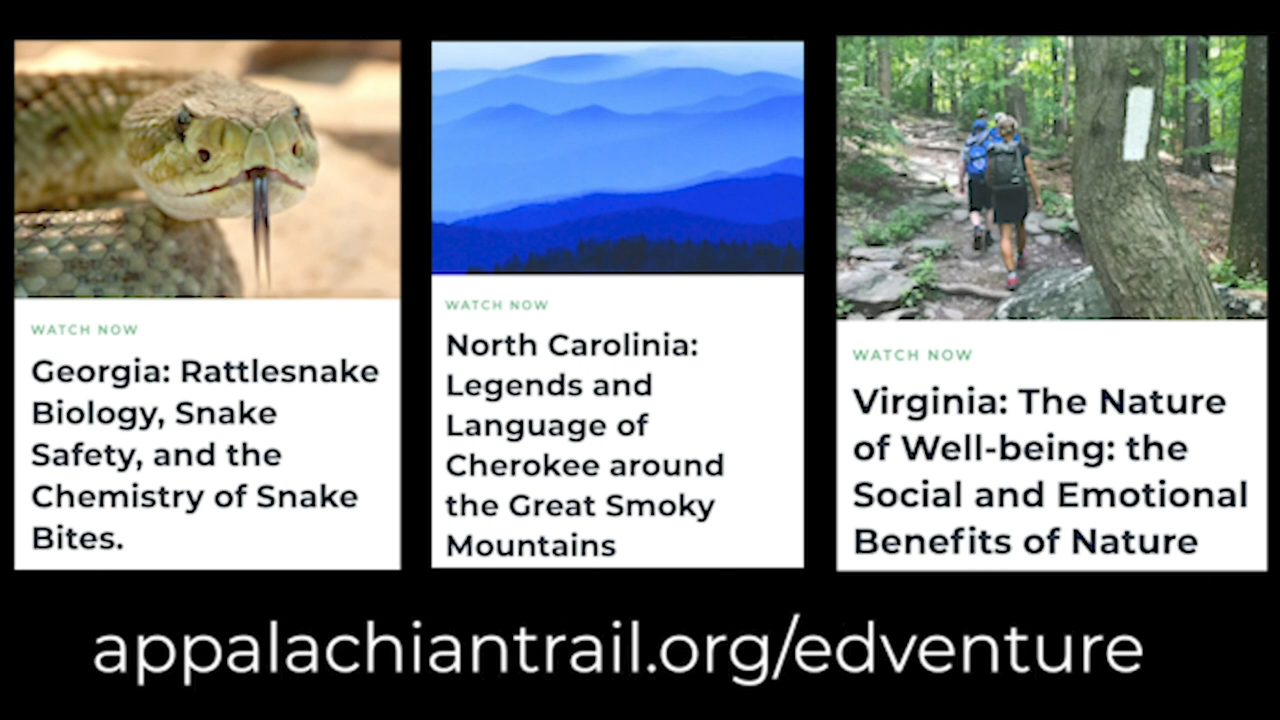 WATCH NOW
Georgia: Rattlesnake
Biology, Snake
Safety, and the
Chemistry of Snake
Bites.
WATCH NOW
North Carolinia:
Legends and
Language of
Cherokee around
the Great Smoky
Mountains
WATCH NOW
Virginia: The Nature
of Well-being: the
Social and Emotional
Benefits of Nature
appalachiantrail.org/edventure